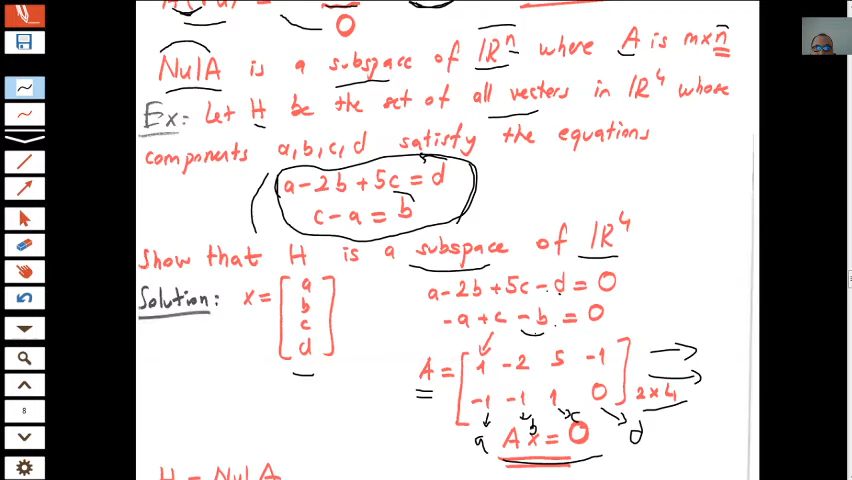 0
Nul A is a subspace of ℝⁿ where A is m×n
Ex: Let H be the set of all vectors in ℝ⁴ whose
components a,b,c,d satisfy the equations
a-2b+5c=d
c-a=b
Show that H is a subspace of ℝ⁴
Solution: x = [a b c d]
a-2b+5c-d=0
-a+c-b=0
A = [1 -2 5 -1
-1 -1 1 0] 2×4
a b c d
Ax=0
H = Nul A
8